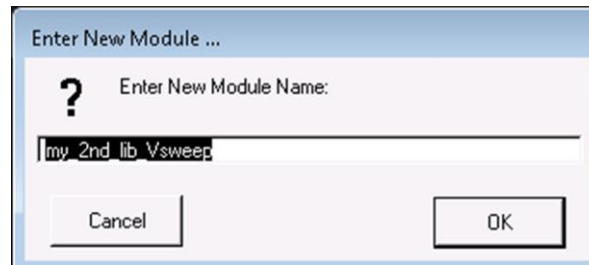 Enter New Module ...
? Enter New Module Name:
my_2nd_lib_Vsweep
Cancel OK